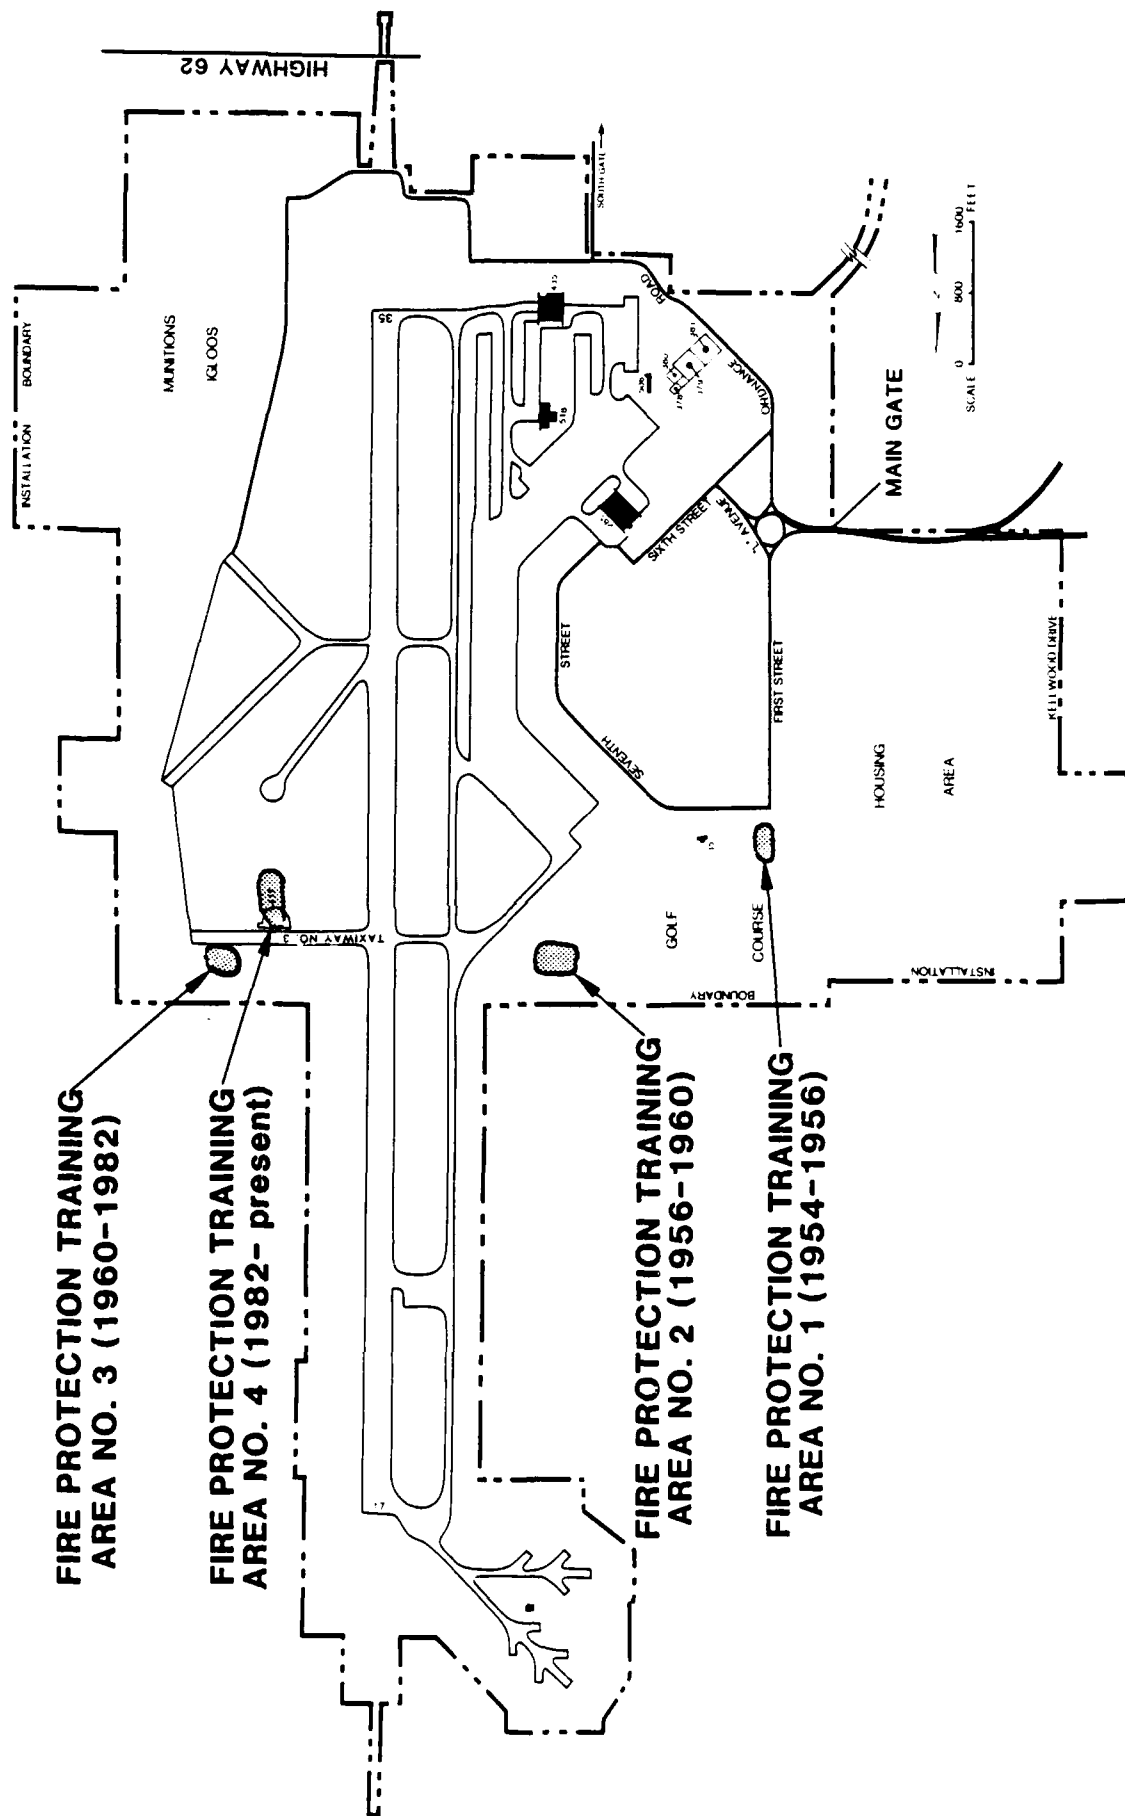 HIGHWAY 62
INSTALLATION BOUNDARY
MUNITIONS
IGLOOS
SOUTH GATE
35
ROAD
ORDNANCE
MAIN GATE
SCALE 0 800 1600 FEET
SIXTH STREET
"L" AVENUE
STREET
SEVENTH
FIRST STREET
KELLWOOD DRIVE
HOUSING
AREA
GOLF
COURSE
INSTALLATION
BOUNDARY
TAXIWAY NO. 3
17
FIRE PROTECTION TRAINING
AREA NO. 3 (1960-1982)
FIRE PROTECTION TRAINING
AREA NO. 4 (1982-present)
FIRE PROTECTION TRAINING
AREA NO. 2 (1956-1960)
FIRE PROTECTION TRAINING
AREA NO. 1 (1954-1956)